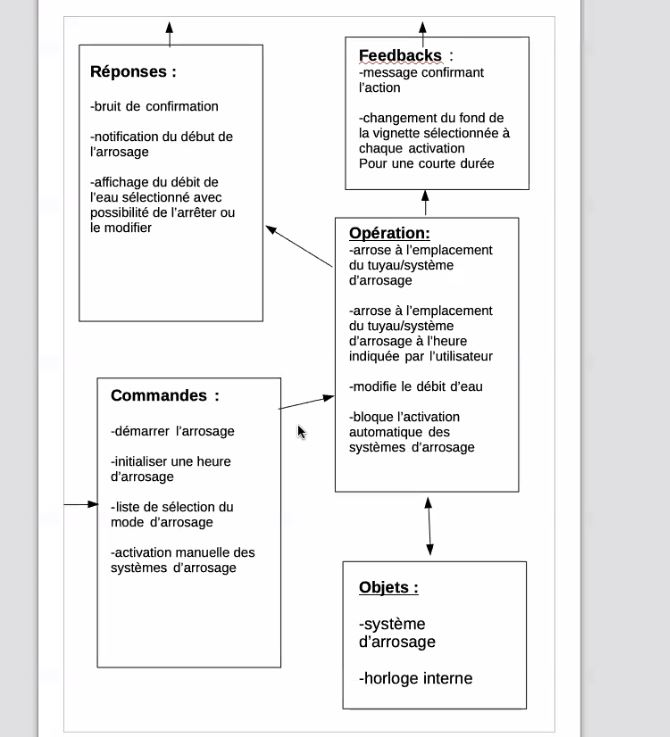 Réponses :
-bruit de confirmation
-notification du début de
l'arrosage
-affichage du débit de
l'eau sélectionné avec
possibilité de l'arrêter ou
le modifier
Feedbacks :
-message confirmant
l'action
-changement du fond de
la vignette sélectionnée à
chaque activation
Pour une courte durée
Opération:
-arrose à l'emplacement
du tuyau/système
d'arrosage
-arrose à l'emplacement
du tuyau/système
d'arrosage à l'heure
indiquée par l'utilisateur
-modifie le débit d'eau
-bloque l'activation
automatique des
systèmes d'arrosage
Commandes :
-démarrer l'arrosage
-initialiser une heure
d'arrosage
-liste de sélection du
mode d'arrosage
-activation manuelle des
systèmes d'arrosage
Objets :
-système
d'arrosage
-horloge interne